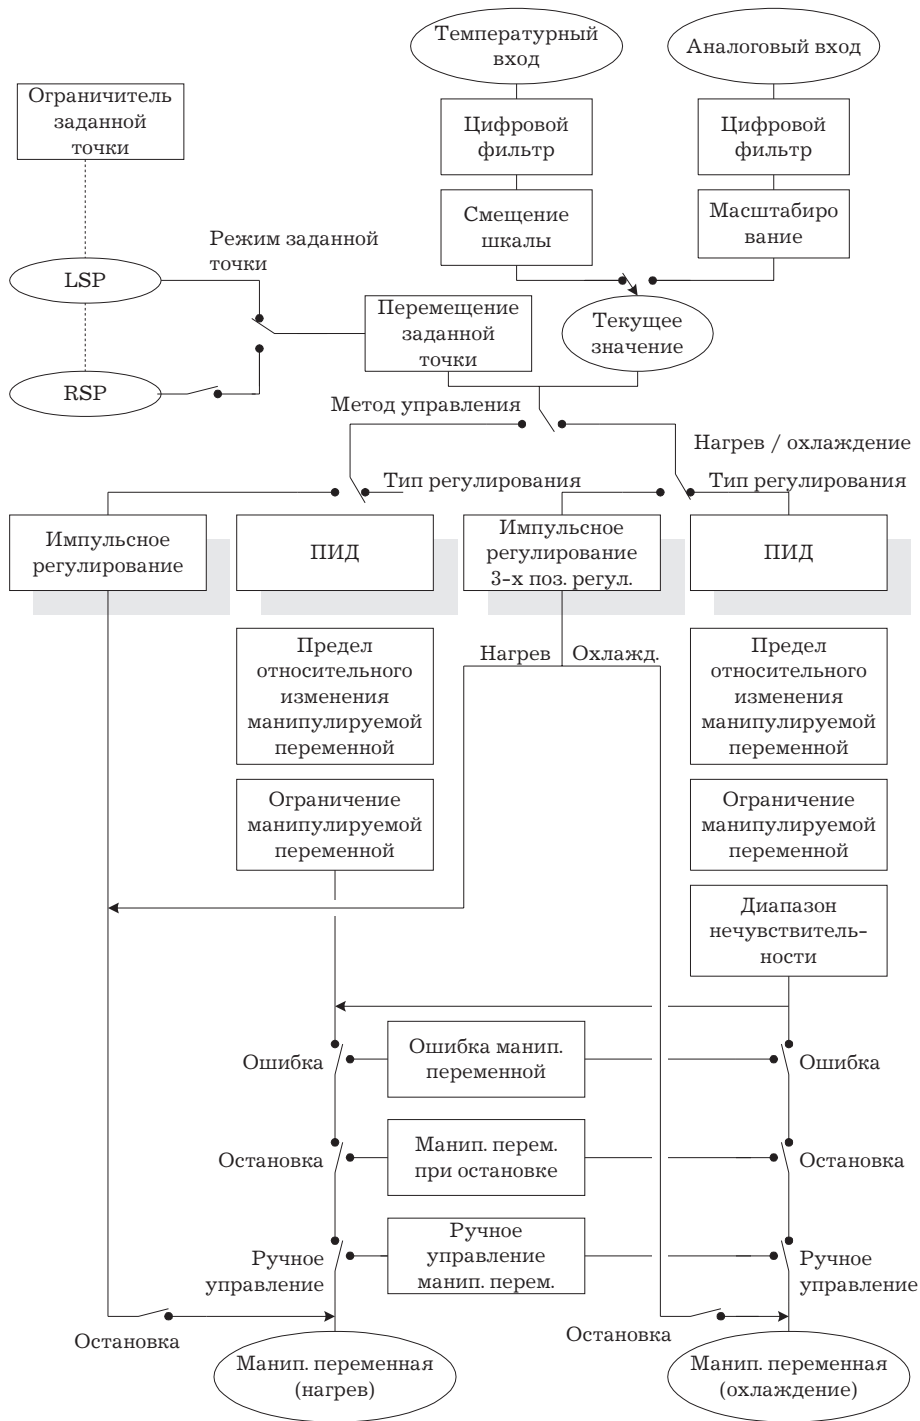 Температурный
вход
Аналоговый вход
Ограничитель
заданной
точки
Цифровой
фильтр
Цифровой
фильтр
Смещение
шкалы
Масштабиро
вание
Режим заданной
точки
LSP
Перемещение
заданной
точки
Текущее
значение
RSP
Метод управления
Нагрев / охлаждение
Тип регулирования
Тип регулирования
Импульсное
регулирование
ПИД
Импульсное
регулирование
3-х поз. регул.
ПИД
Предел
относительного
изменения
манипулируемой
переменной
Нагрев
Охлажд.
Предел
относительного
изменения
манипулируемой
переменной
Ограничение
манипулируемой
переменной
Ограничение
манипулируемой
переменной
Диапазон
нечувствитель-
ности
Ошибка
Ошибка манип.
переменной
Ошибка
Остановка
Манип. перем.
при остановке
Остановка
Ручное
управление
Ручное
управление
манип. перем.
Ручное
управление
Остановка
Остановка
Манип. переменная
(нагрев)
Манип. переменная
(охлаждение)